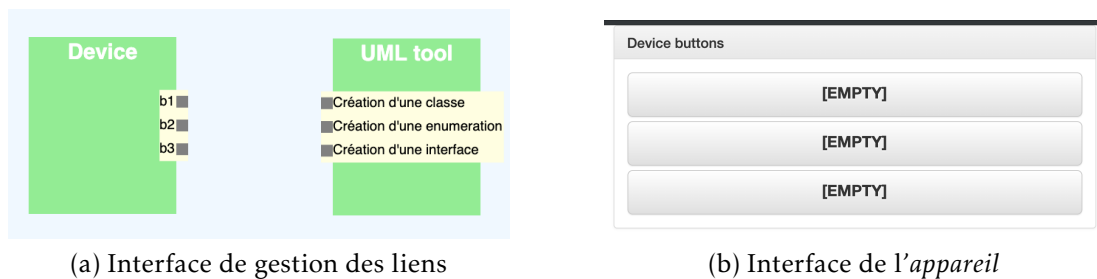 Device
b1
b2
b3
UML tool
Création d'une classe
Création d'une enumeration
Création d'une interface
(a) Interface de gestion des liens
Device buttons
[EMPTY]
[EMPTY]
[EMPTY]
(b) Interface de l'appareil